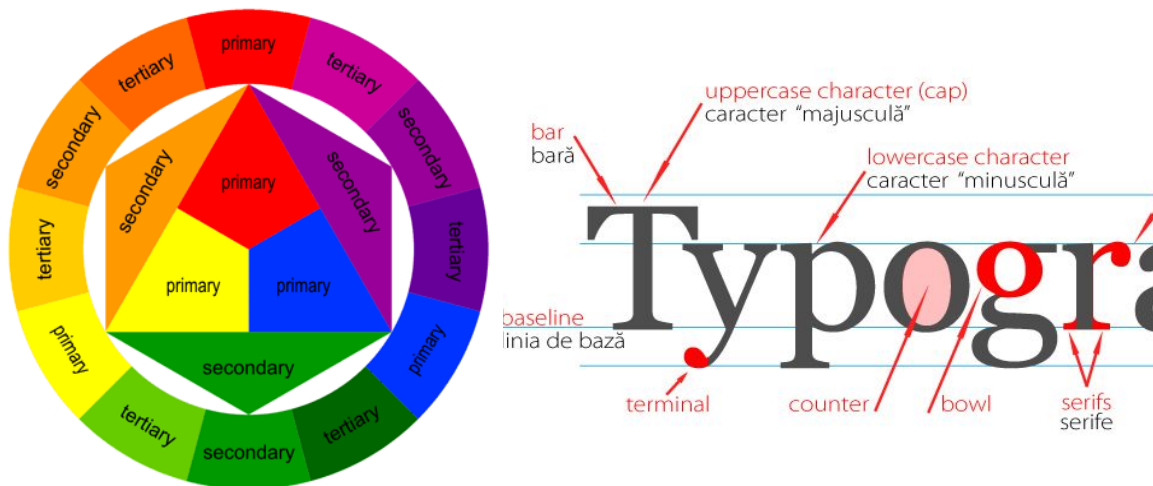 primary
tertiary
secondary
tertiary
primary
tertiary
secondary
tertiary
primary
tertiary
secondary
tertiary
secondary
primary
secondary
primary
primary
secondary
uppercase character (cap)
caracter “majusculă”
bar
bară
lowercase character
caracter “minusculă”
Typogra
baseline
linia de bază
terminal
counter
bowl
serifs
serife